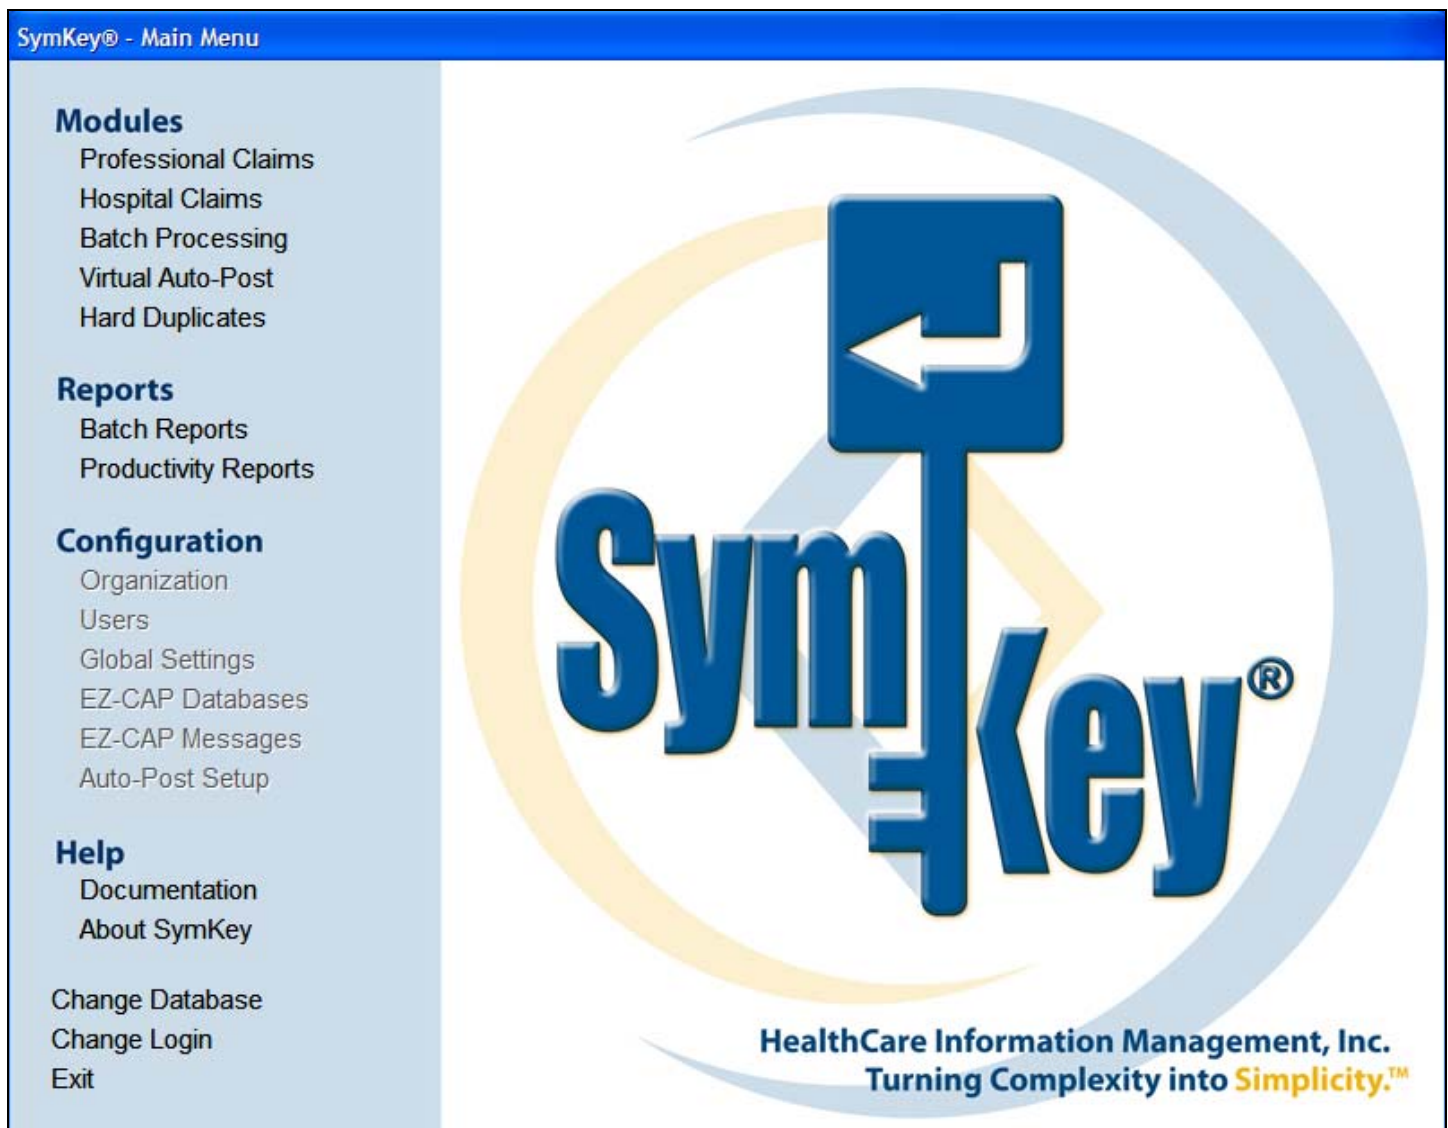 SymKey® - Main Menu
Modules
Professional Claims
Hospital Claims
Batch Processing
Virtual Auto-Post
Hard Duplicates
Reports
Batch Reports
Productivity Reports
Configuration
Organization
Users
Global Settings
EZ-CAP Databases
EZ-CAP Messages
Auto-Post Setup
Help
Documentation
About SymKey
Change Database
Change Login
Exit
SymKey®
HealthCare Information Management, Inc.
Turning Complexity into Simplicity.™